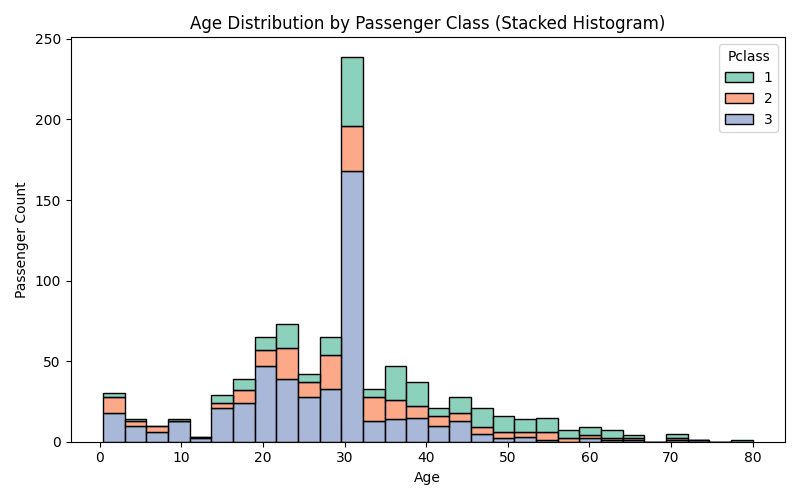 Age Distribution by Passenger Class (Stacked Histogram)
Passenger Count
250
200
150
100
50
0
Pclass
1
2
3
0 10 20 30 40 50 60 70 80
Age